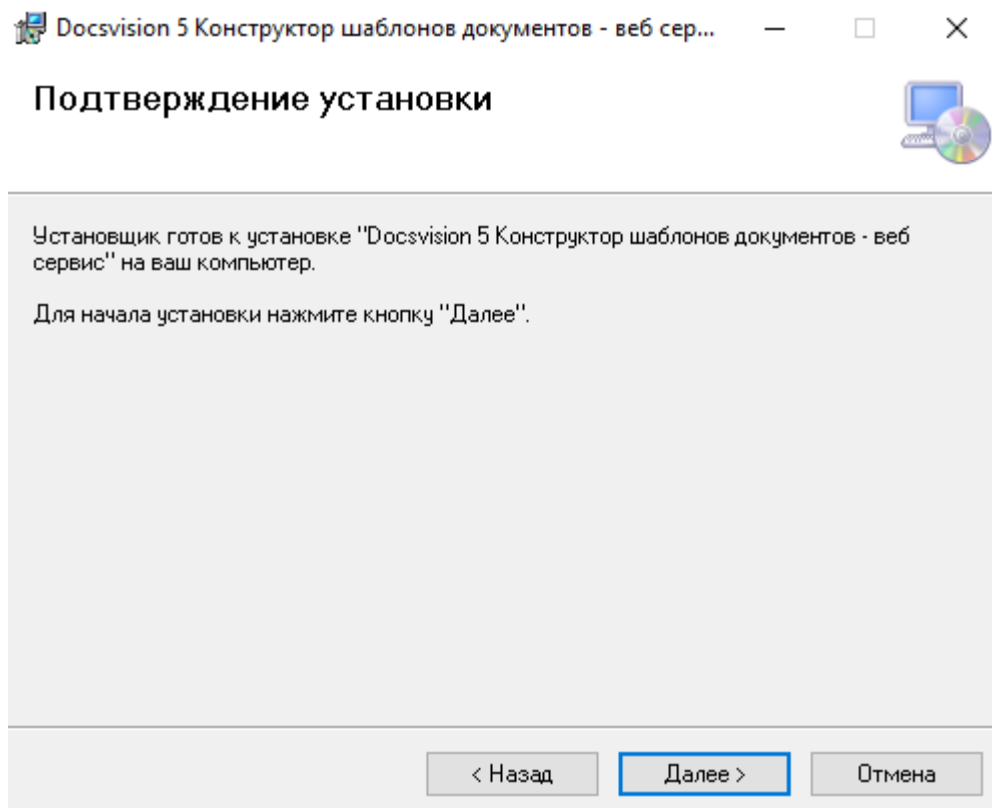 Docsvision 5 Конструктор шаблонов документов - веб сер...
Подтверждение установки
Установщик готов к установке "Docsvision 5 Конструктор шаблонов документов - веб
сервис" на ваш компьютер.
Для начала установки нажмите кнопку "Далее".
< Назад
Далее >
Отмена